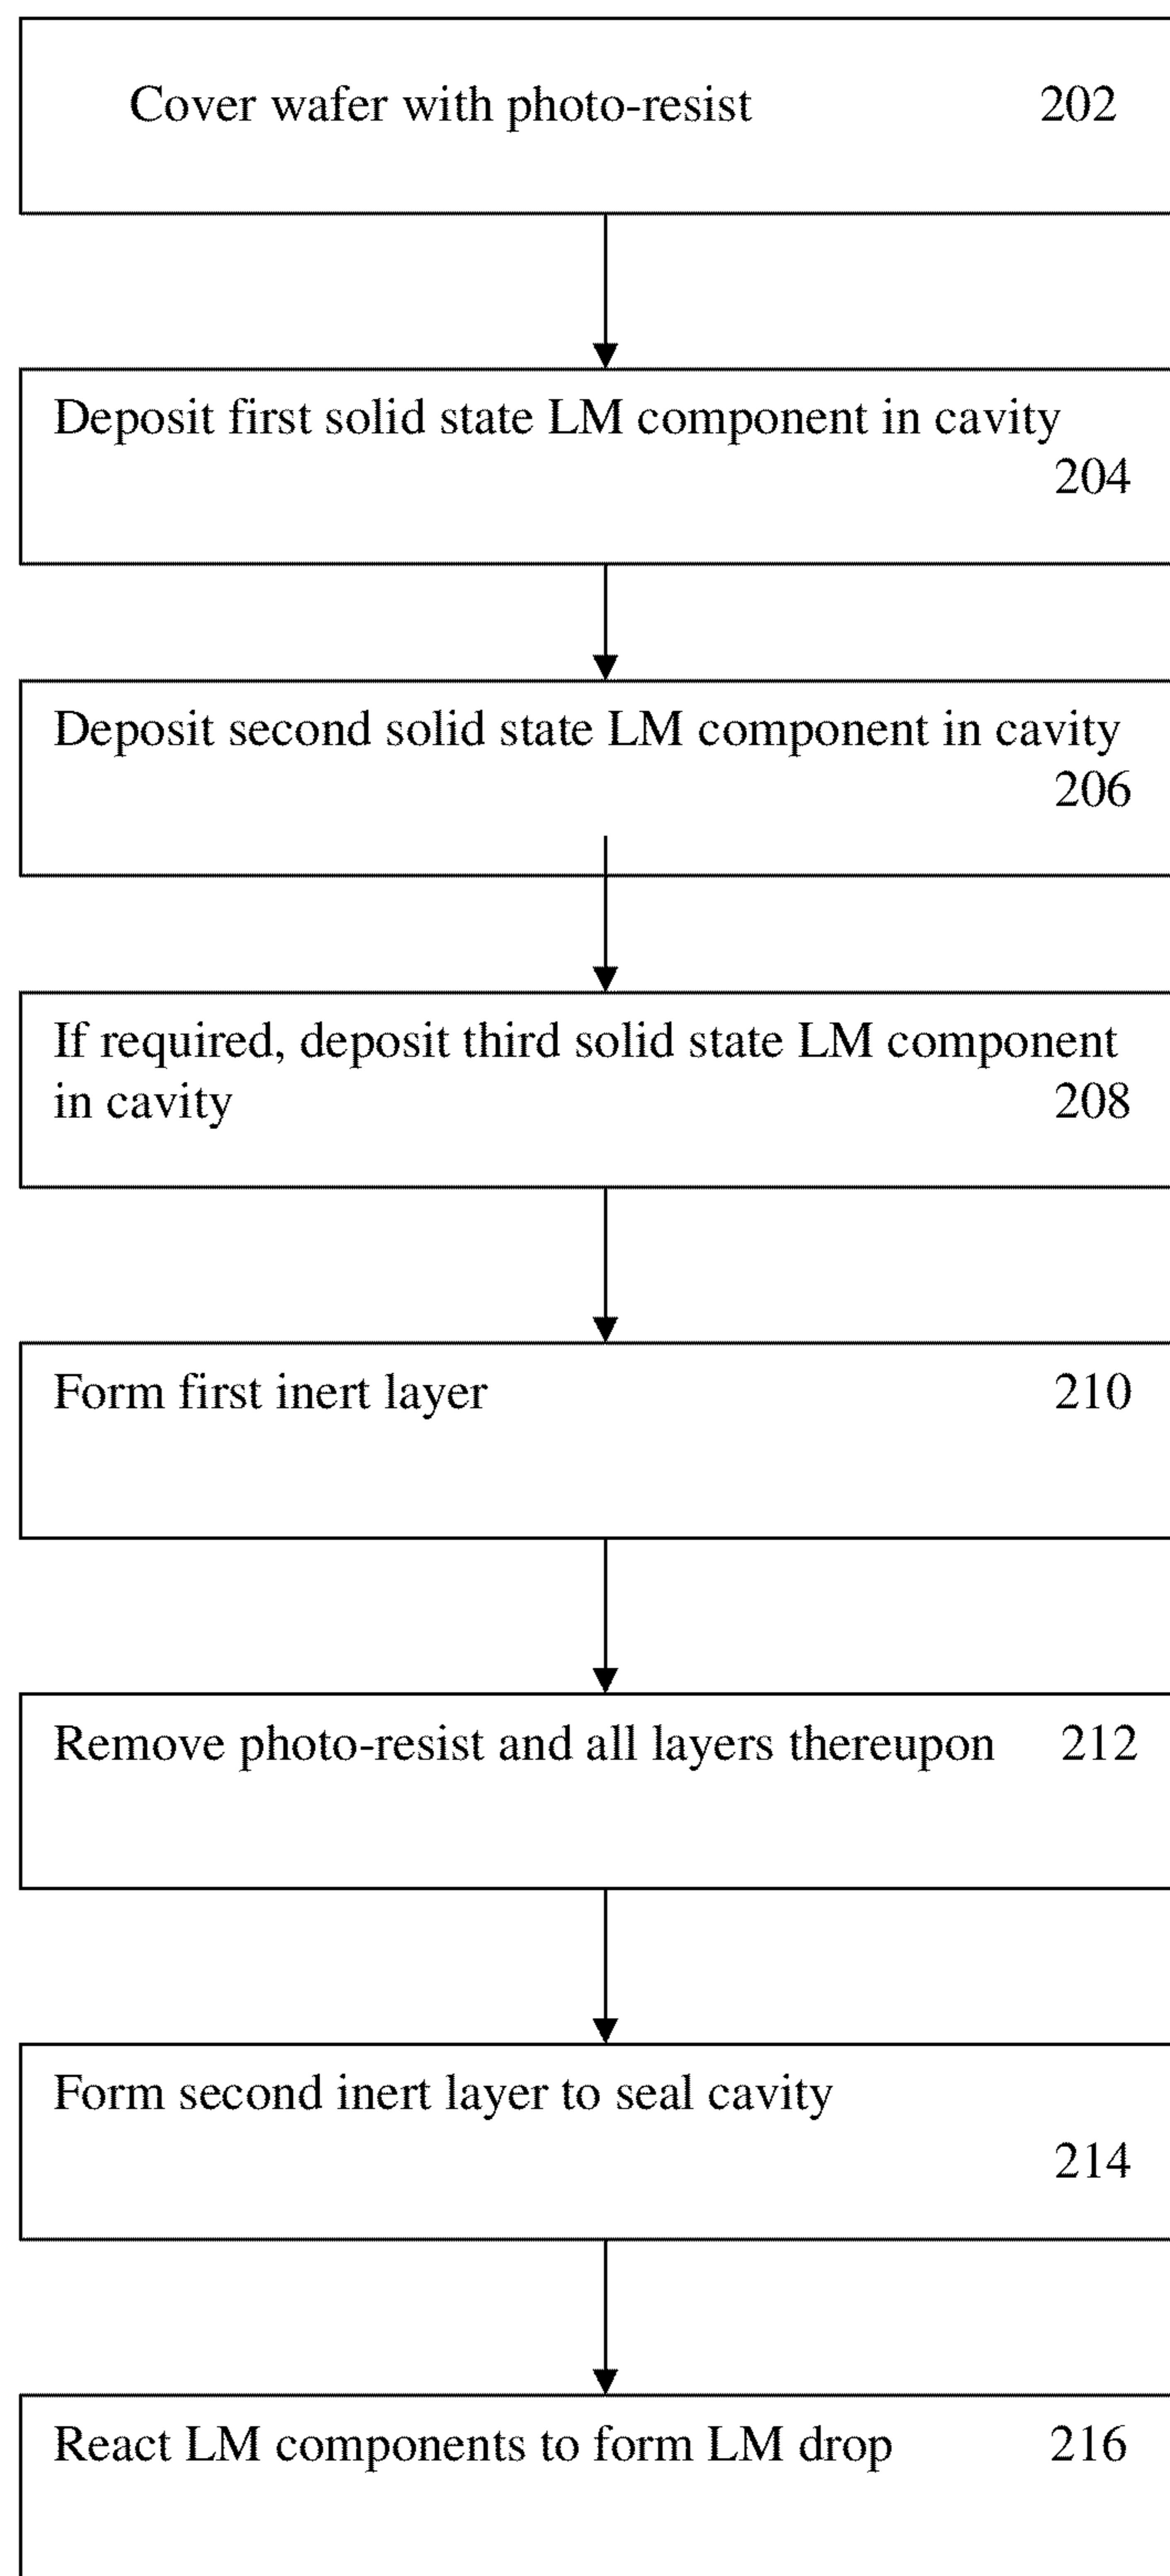 Cover wafer with photo-resist 202
Deposit first solid state LM component in cavity
204
Deposit second solid state LM component in cavity
206
If required, deposit third solid state LM component
in cavity 208
Form first inert layer 210
Remove photo-resist and all layers thereupon 212
Form second inert layer to seal cavity
214
React LM components to form LM drop 216